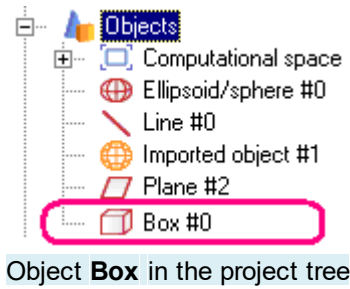 Objects
Computational space
Ellipsoid/sphere #0
Line #0
Imported object #1
Plane #2
Box #0
Object Box in the project tree